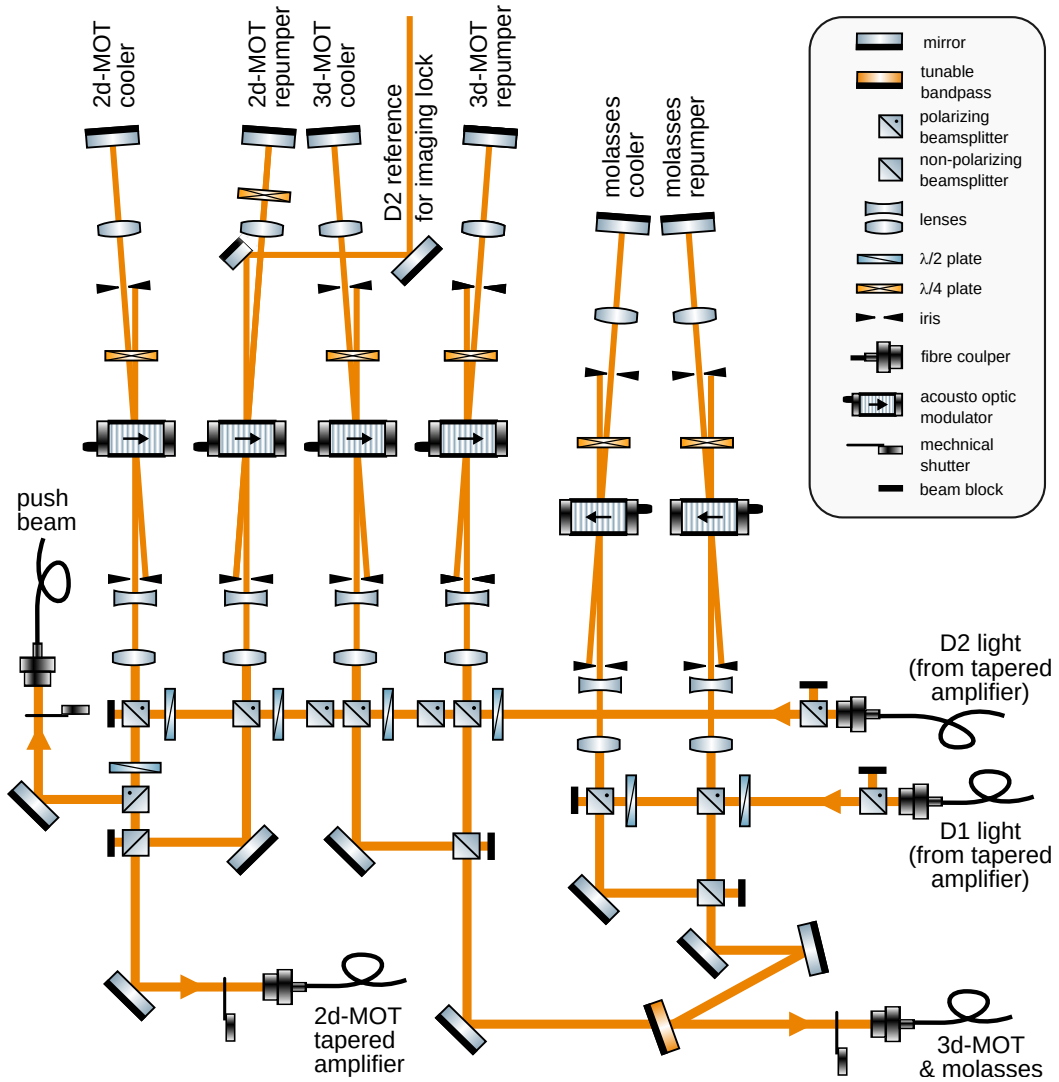 2d-MOT
cooler
2d-MOT
repumper
3d-MOT
cooler
D2 reference
for imaging lock
3d-MOT
repumper
molasses
cooler
molasses
repumper
mirror
tunable
bandpass
polarizing
beamsplitter
non-polarizing
beamsplitter
lenses
λ/2 plate
λ/4 plate
iris
fibre coulper
acousto optic
modulator
mechnical
shutter
beam block
push
beam
D2 light
(from tapered
amplifier)
D1 light
(from tapered
amplifier)
2d-MOT
tapered
amplifier
3d-MOT
& molasses